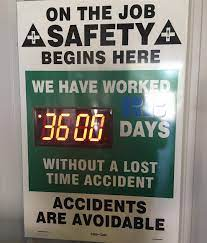 ON THE JOB
SAFETY
BEGINS HERE
WE HAVE WORKED
3600
DAYS
WITHOUT A LOST
TIME ACCIDENT
ACCIDENTS
ARE AVOIDABLE